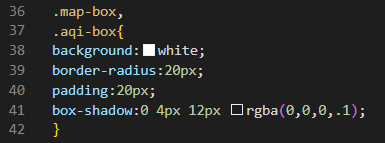 36 .map-box,
37 .aqi-box{
38 background:white;
39 border-radius:20px;
40 padding:20px;
41 box-shadow:0 4px 12px rgba(0,0,0,.1);
42 }